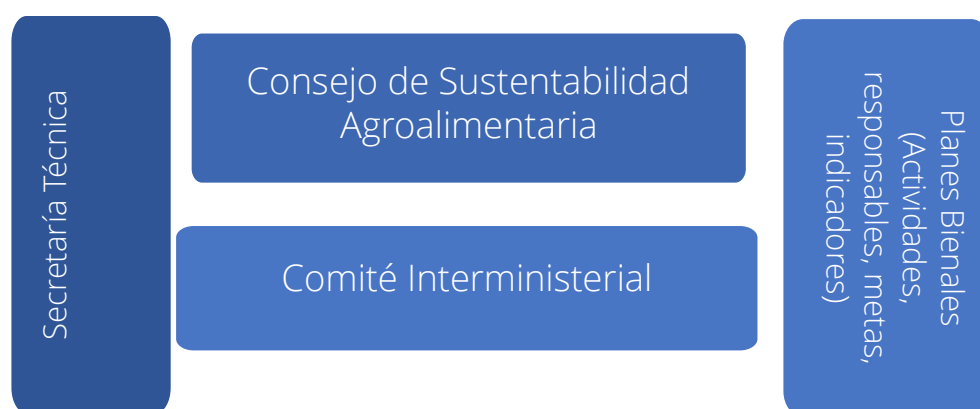 Secretaría Técnica
Consejo de Sustentabilidad
Agroalimentaria
Comité Interministerial
Planes Bienales
(Actividades,
responsables, metas,
indicadores)